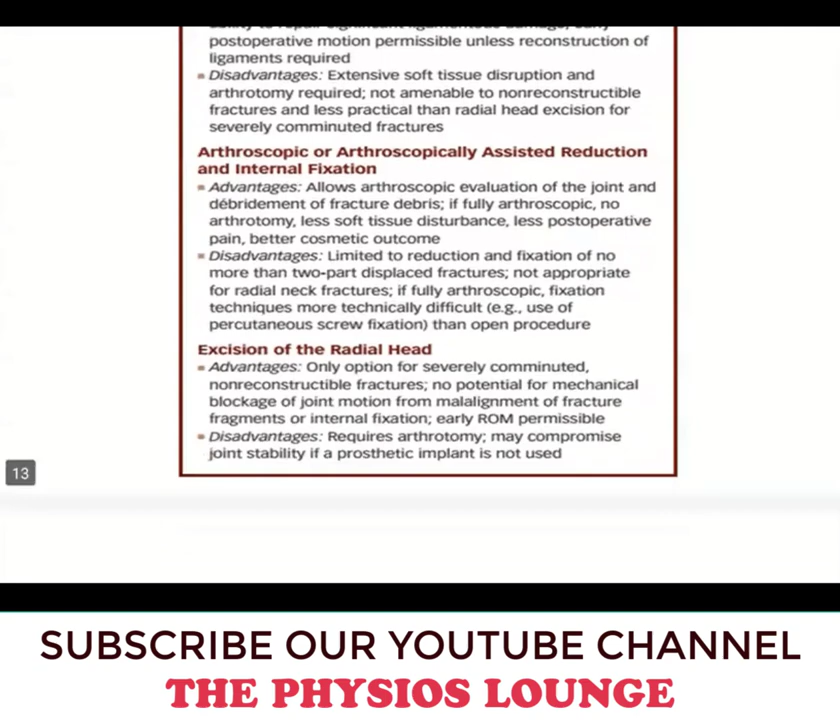 postoperative motion permissible unless reconstruction of
ligaments required
Disadvantages: Extensive soft tissue disruption and
arthrotomy required; not amenable to nonreconstructible
fractures and less practical than radial head excision for
severely comminuted fractures
Arthroscopic or Arthroscopically Assisted Reduction
and Internal Fixation
Advantages: Allows arthroscopic evaluation of the joint and
débridement of fracture debris; if fully arthroscopic, no
arthrotomy, less soft tissue disturbance, less postoperative
pain, better cosmetic outcome
Disadvantages: Limited to reduction and fixation of no
more than two-part displaced fractures; not appropriate
for radial neck fractures; if fully arthroscopic, fixation
techniques more technically difficult (e.g., use of
percutaneous screw fixation) than open procedure
Excision of the Radial Head
Advantages: Only option for severely comminuted,
nonreconstructible fractures; no potential for mechanical
blockage of joint motion from malalignment of fracture
fragments or internal fixation; early ROM permissible
Disadvantages: Requires arthrotomy; may compromise
joint stability if a prosthetic implant is not used
13
SUBSCRIBE OUR YOUTUBE CHANNEL
THE PHYSIOS LOUNGE